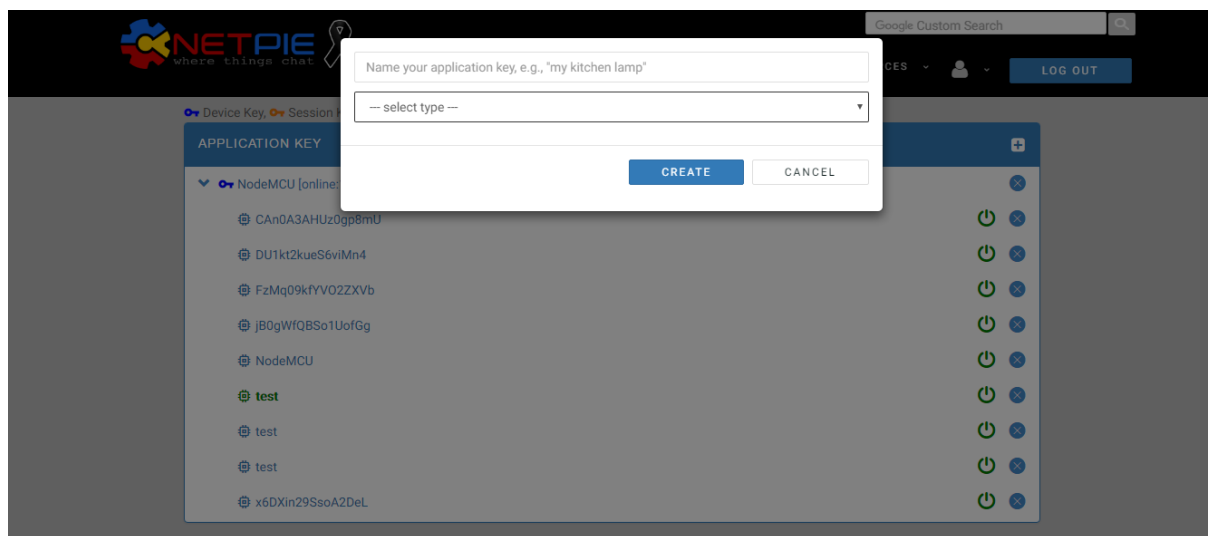 NETPIE
where things chat
Google Custom Search
CES
LOG OUT
Name your application key, e.g., "my kitchen lamp"
--- select type ---
CREATE
CANCEL
Device Key, Session K
APPLICATION KEY
NodeMCU [online:
CAn0A3AHUz0gp8mU
DU1kt2kueS6viMn4
FzMq09kfYVO2ZXVb
jB0gWfQBSo1UofGg
NodeMCU
test
test
test
x6DXin29SsoA2DeL